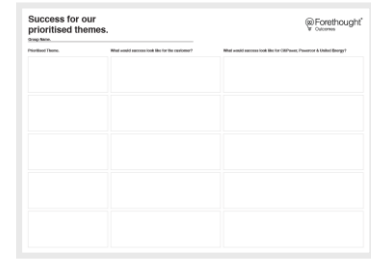 Success for our
prioritised themes.
Forethought
Outcomes
Group Name.
Prioritised Theme.
What would success look like for the customer?
What would success look like for CitiPower, Powercor & United Energy?